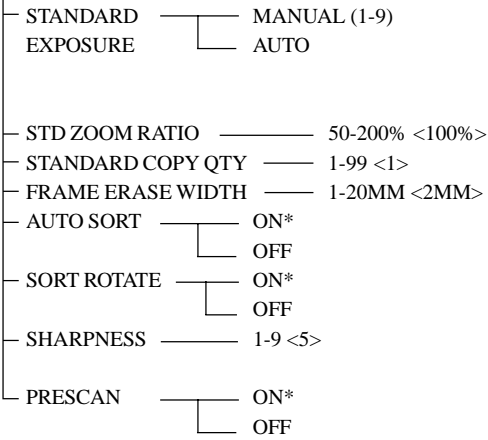 STANDARD MANUAL (1-9)
EXPOSURE AUTO
STD ZOOM RATIO 50-200% <100%>
STANDARD COPY QTY 1-99 <1>
FRAME ERASE WIDTH 1-20MM <2MM>
AUTO SORT ON*
OFF
SORT ROTATE ON*
OFF
SHARPNESS 1-9 <5>
PRESCAN ON*
OFF